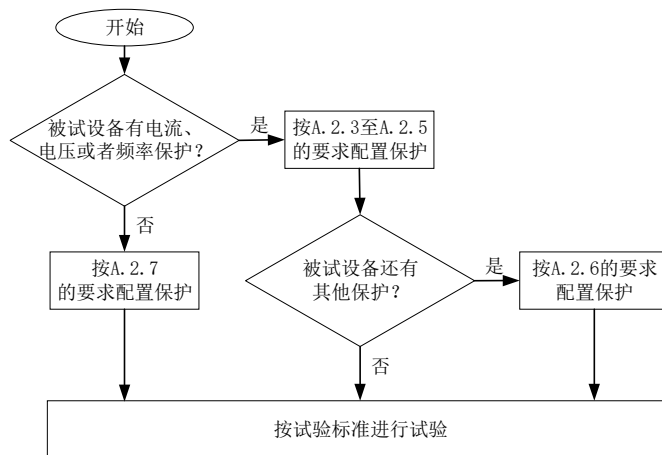 开始
被试设备有电流、
电压或者频率保护？
是
按A.2.3至A.2.5
的要求配置保护
否
按A.2.7
的要求配置保护
被试设备还有
其他保护？
是
按A.2.6的要求
配置保护
否
按试验标准进行试验